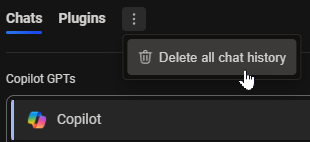 Chats Plugins
Delete all chat history
Copilot GPTs
Copilot